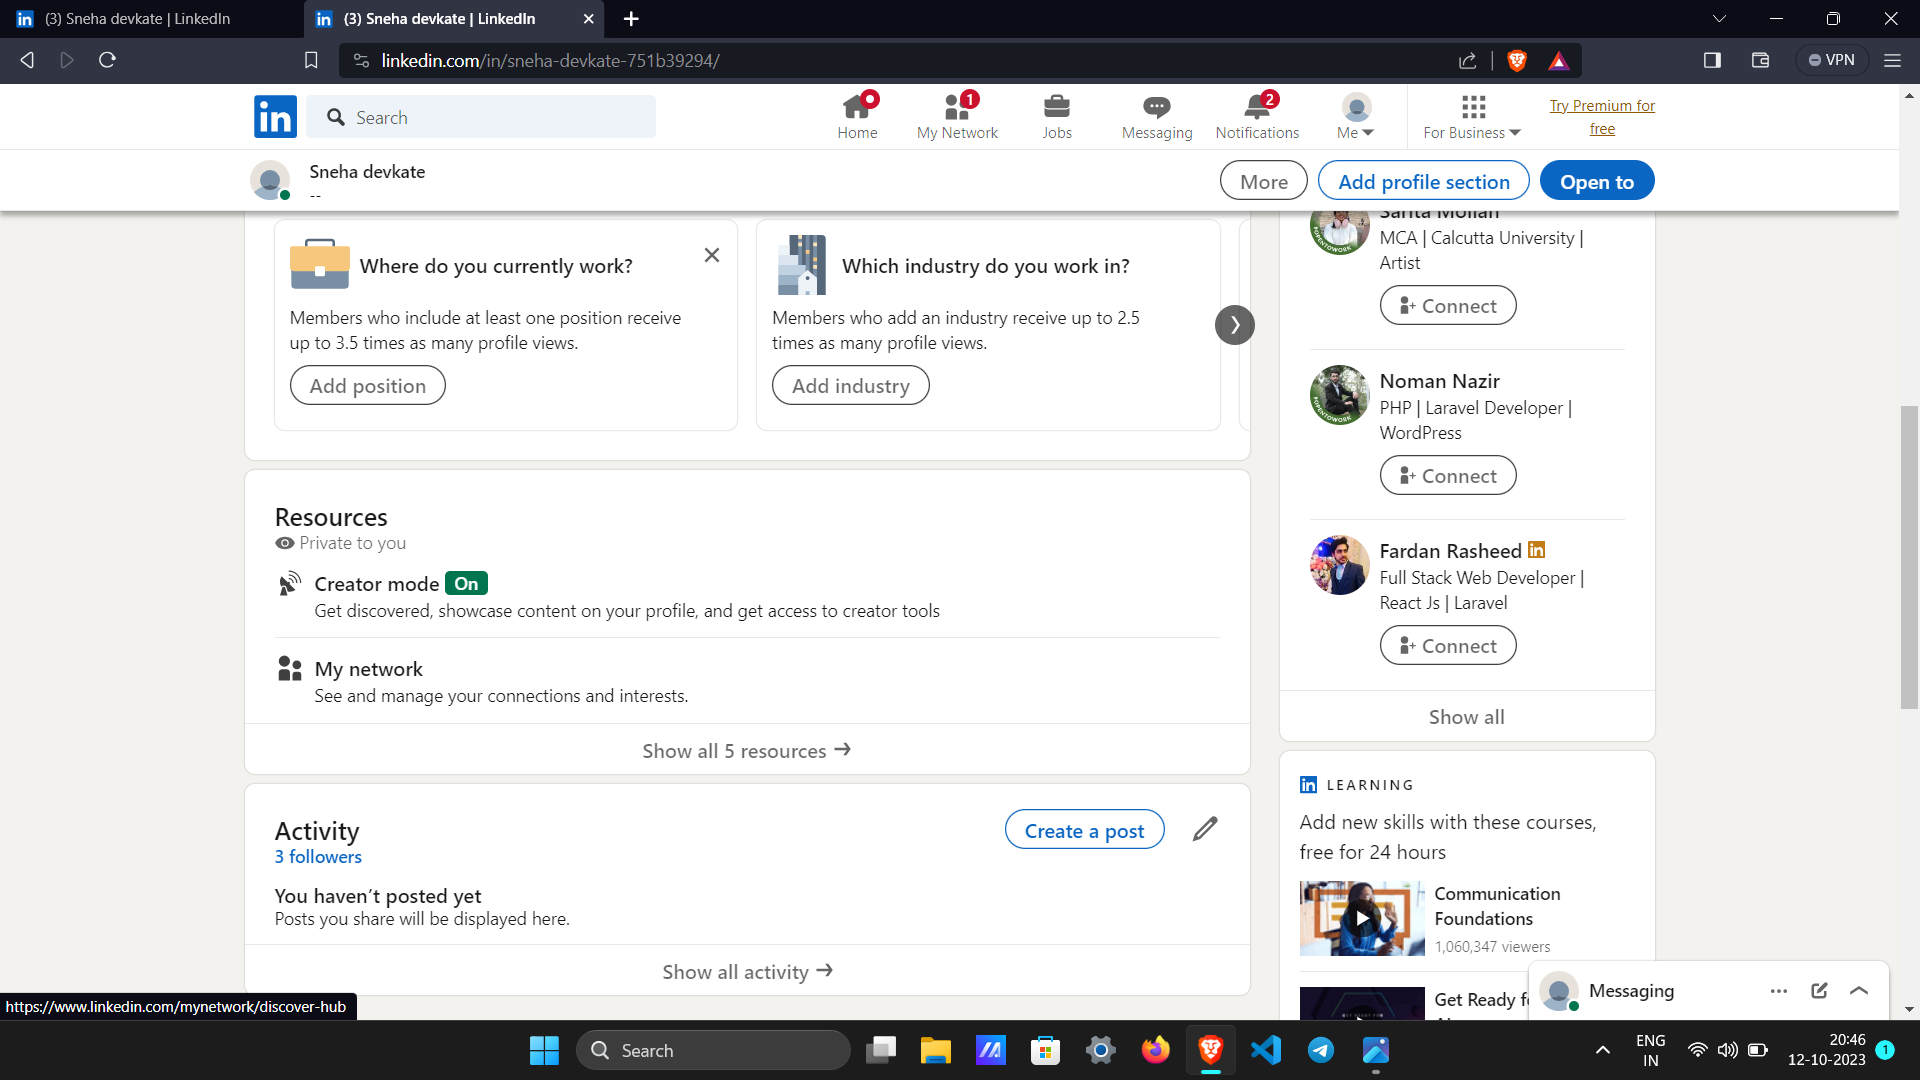 (3) Sneha devkate | LinkedIn
(3) Sneha devkate | LinkedIn
linkedin.com/in/sneha-devkate-751b39294/
VPN
in
Search
Home
My Network
1
Jobs
Messaging
Notifications
2
Me
For Business
Try Premium for
free
Sneha devkate
--
More
Add profile section
Open to
Where do you currently work?
Members who include at least one position receive
up to 3.5 times as many profile views.
Add position
Which industry do you work in?
Members who add an industry receive up to 2.5
times as many profile views.
Add industry
Resources
Private to you
Creator mode On
Get discovered, showcase content on your profile, and get access to creator tools
My network
See and manage your connections and interests.
Show all 5 resources →
Activity
3 followers
Create a post
You haven’t posted yet
Posts you share will be displayed here.
Show all activity →
MCA | Calcutta University |
Artist
Connect
Noman Nazir
PHP | Laravel Developer |
WordPress
Connect
Fardan Rasheed in
Full Stack Web Developer |
React Js | Laravel
Connect
Show all
in LEARNING
Add new skills with these courses,
free for 24 hours
Communication
Foundations
1,060,347 viewers
Get Ready
Messaging
https://www.linkedin.com/mynetwork/discover-hub
Search
ENG
IN
20:46
12-10-2023
1